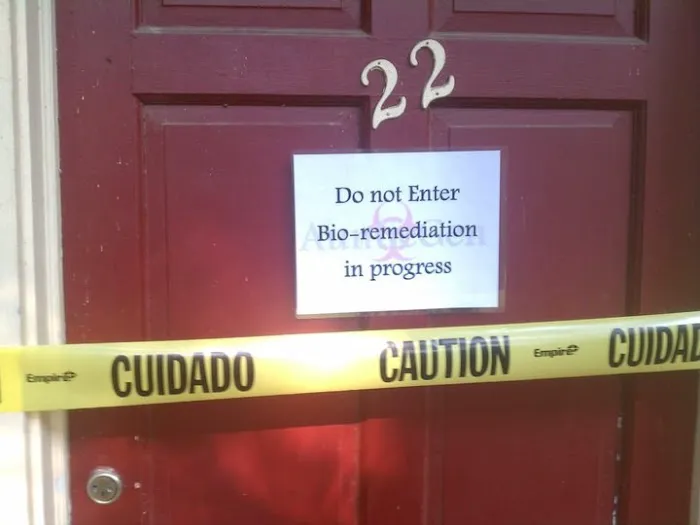 22
Do not Enter
Bio-remediation
in progress
Empire CUIDADO CAUTION Empire CUIDAD